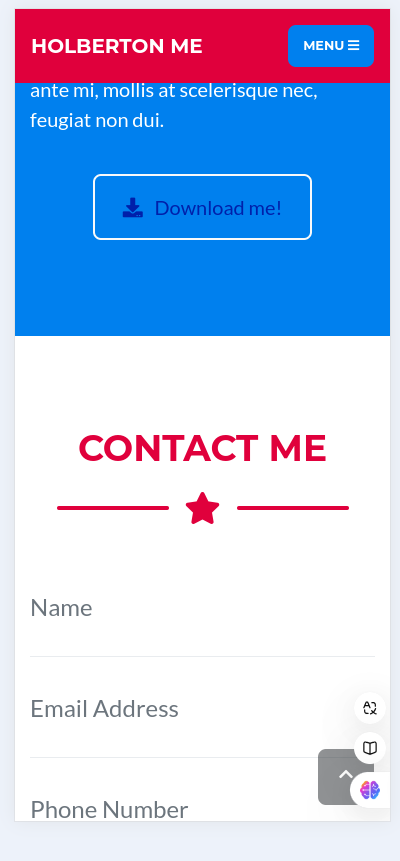 HOLBERTON ME
MENU
ante mi, mollis at scelerisque nec,
feugiat non dui.
Download me!
CONTACT ME
Name
Email Address
Phone Number